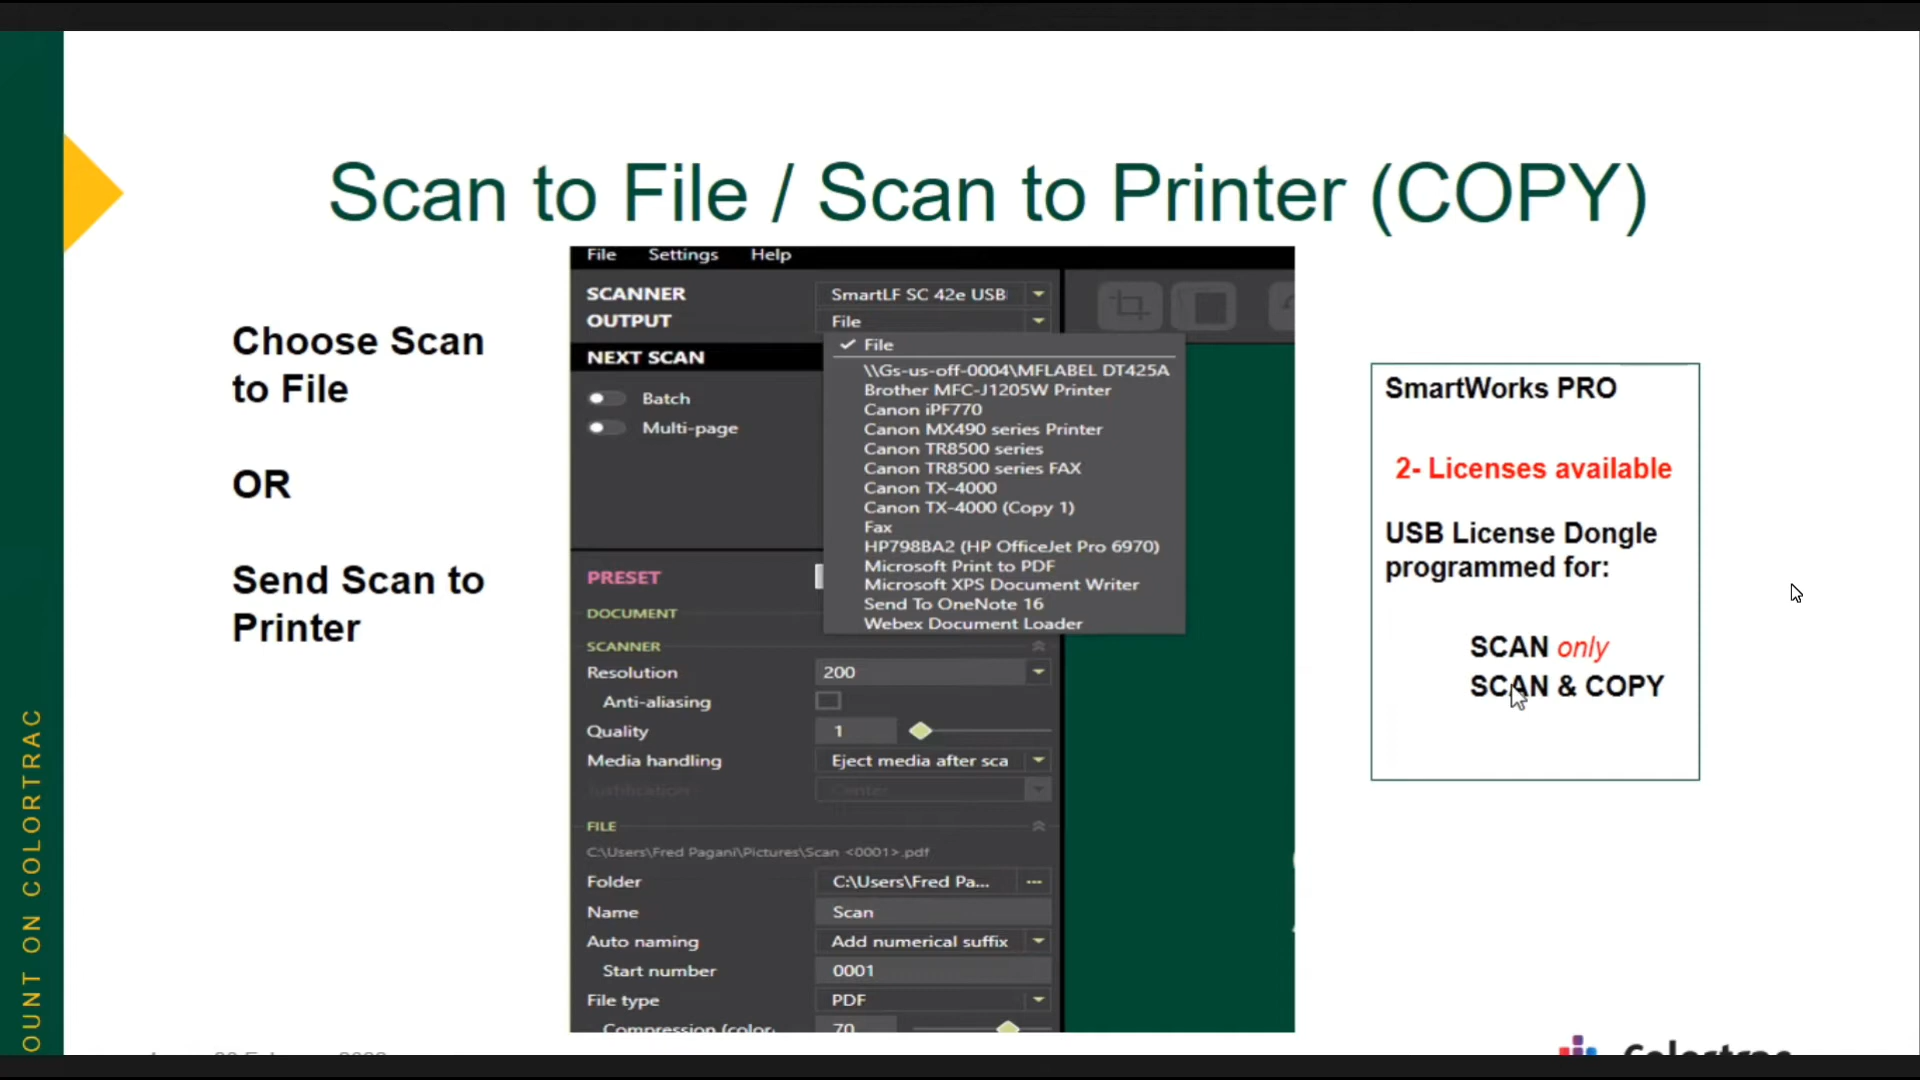 Scan to File / Scan to Printer (COPY)
Choose Scan
to File
OR
Send Scan to
Printer
File Settings Help
SCANNER SmartLF SC 42e USB
OUTPUT File
NEXT SCAN
Batch
Multi-page
File
\\Gs-us-off-0004\MFLABEL DT425A
Brother MFC-J1205W Printer
Canon iPF770
Canon MX490 series Printer
Canon TR8500 series
Canon TR8500 series FAX
Canon TX-4000
Canon TX-4000 (Copy 1)
Fax
HP798BA2 (HP OfficeJet Pro 6970)
Microsoft Print to PDF
Microsoft XPS Document Writer
Send To OneNote 16
Webex Document Loader
PRESET
DOCUMENT
SCANNER
Resolution 200
Anti-aliasing
Quality 1
Media handling Eject media after sca
Justification Center
FILE
C:\Users\Fred Pagani\Pictures\Scan <0001>.pdf
Folder C:\Users\Fred Pa... ...
Name Scan
Auto naming Add numerical suffix
Start number 0001
File type PDF
Compression (color 70
SmartWorks PRO
2- Licenses available
USB License Dongle
programmed for:
SCAN only
SCAN & COPY
OUNT ON COLORTRAC
Colortrac